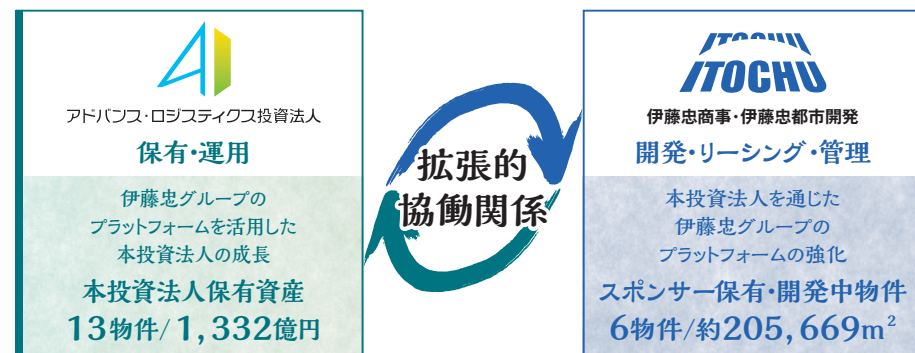 アドバンス・ロジスティクス投資法人
保有・運用
伊藤忠グループの
プラットフォームを活用した
本投資法人の成長
本投資法人保有資産
13物件/1,332億円
拡張的
協働関係
ITOCHU
ITOCHU
伊藤忠商事・伊藤忠都市開発
開発・リーシング・管理
本投資法人を通じた
伊藤忠グループの
プラットフォームの強化
スポンサー保有・開発中物件
6物件/約205,669m²